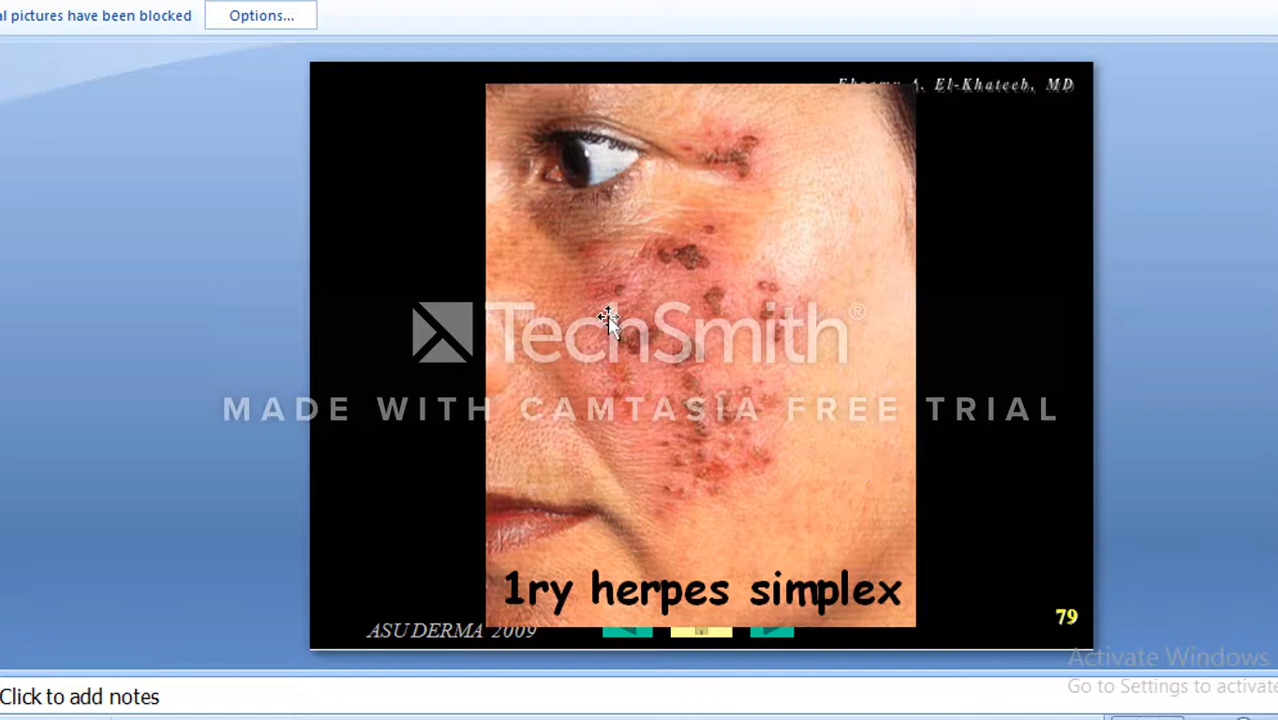 al pictures have been blocked Options...
A. El-Khateeb, MD
TechSmith®
MADE WITH CAMTASIA FREE TRIAL
1ry herpes simplex
79
ASU DERMA 2009
Activate Windows
Go to Settings to activate
Click to add notes